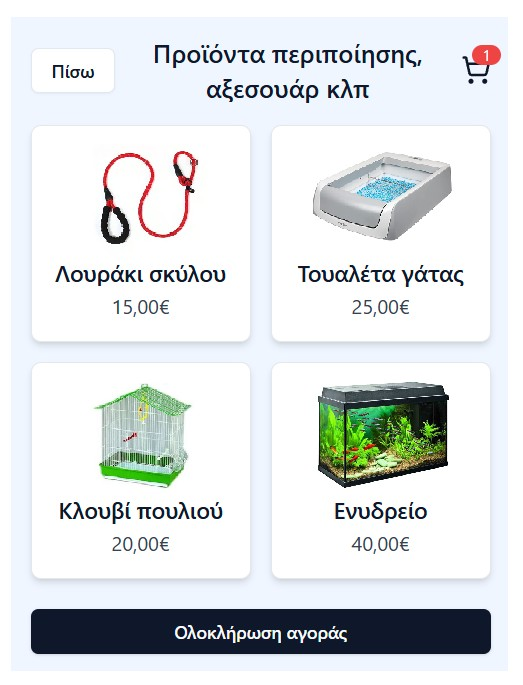 Πίσω
Προϊόντα περιποίησης,
αξεσουάρ κλπ
1
Λουράκι σκύλου
15,00€
Τουαλέτα γάτας
25,00€
Κλουβί πουλιού
20,00€
Ενυδρείο
40,00€
Ολοκλήρωση αγοράς